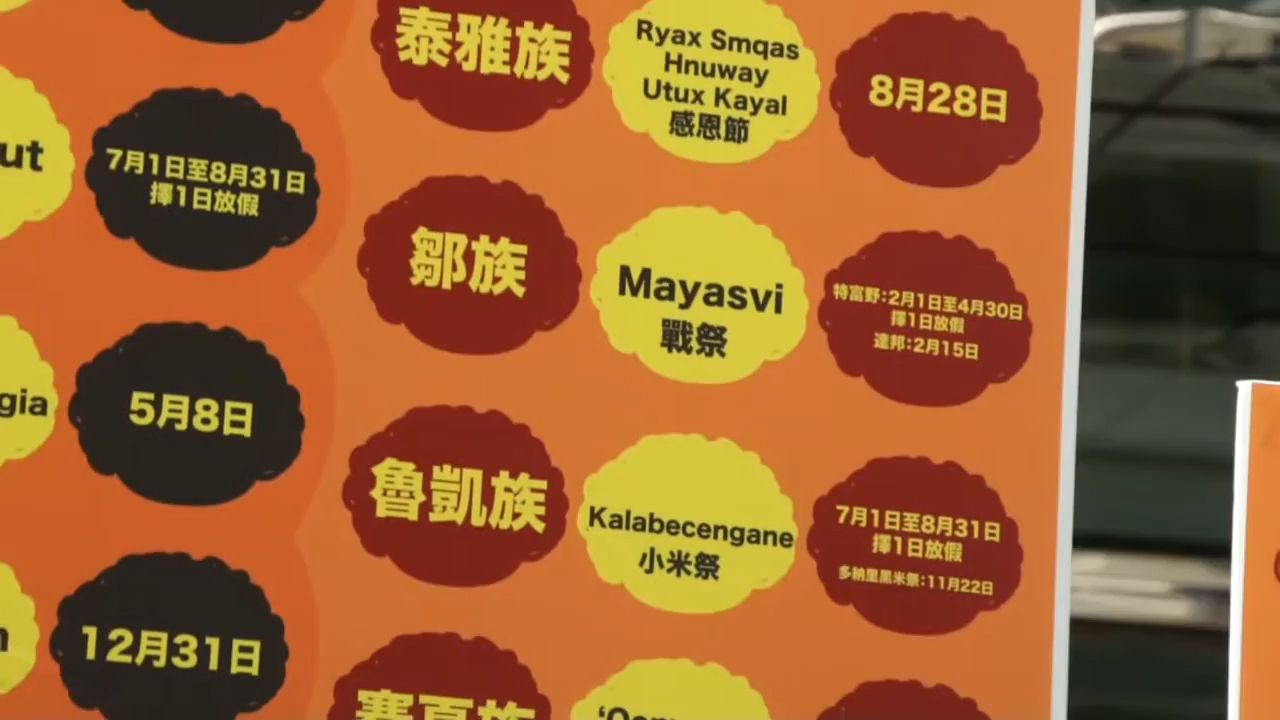 泰雅族
Ryax Smqas
Hnuway
Utux Kayal
感恩節
8月28日
ut
7月1日至8月31日
擇1日放假
鄒族
Mayasvi
戰祭
特富野:2月1日至4月30日
擇1日放假
達邦:2月15日
gia
5月8日
魯凱族
Kalabecengane
小米祭
7月1日至8月31日
擇1日放假
多納里黑米祭:11月22日
12月31日
賽夏族